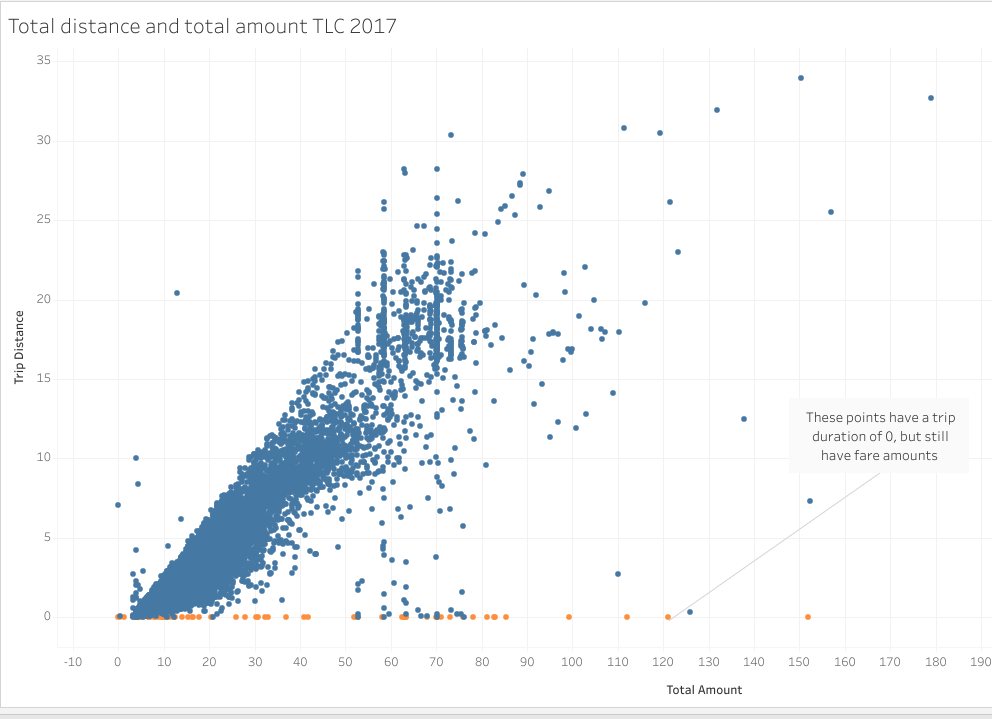 Total distance and total amount TLC 2017
35
30
25
20
15
10
5
0
Trip Distance
These points have a trip
duration of 0, but still
have fare amounts
-10 0 10 20 30 40 50 60 70 80 90 100 110 120 130 140 150 160 170 180 190
Total Amount